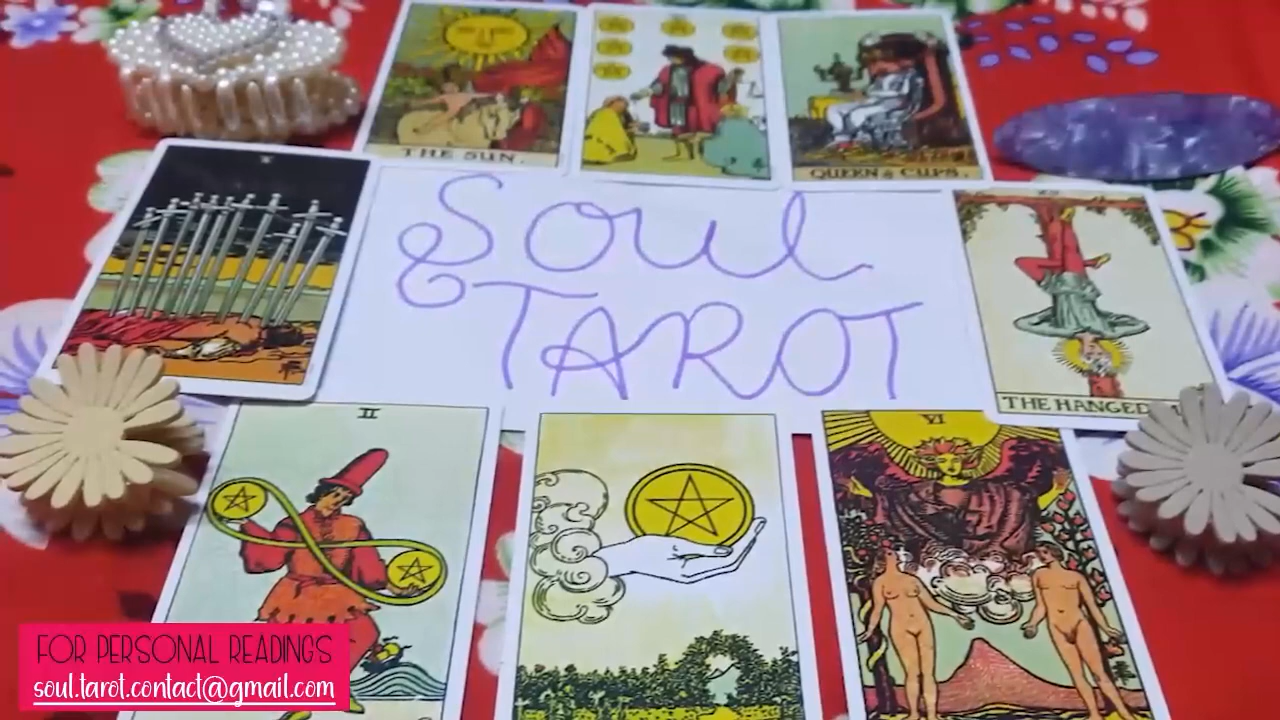 THE SUN.
QUEEN of CUPS.
X
XII
Soul
TAROT
THE HANGED
II
VI
FOR PERSONAL READINGS
soul.tarot.contact@gmail.com